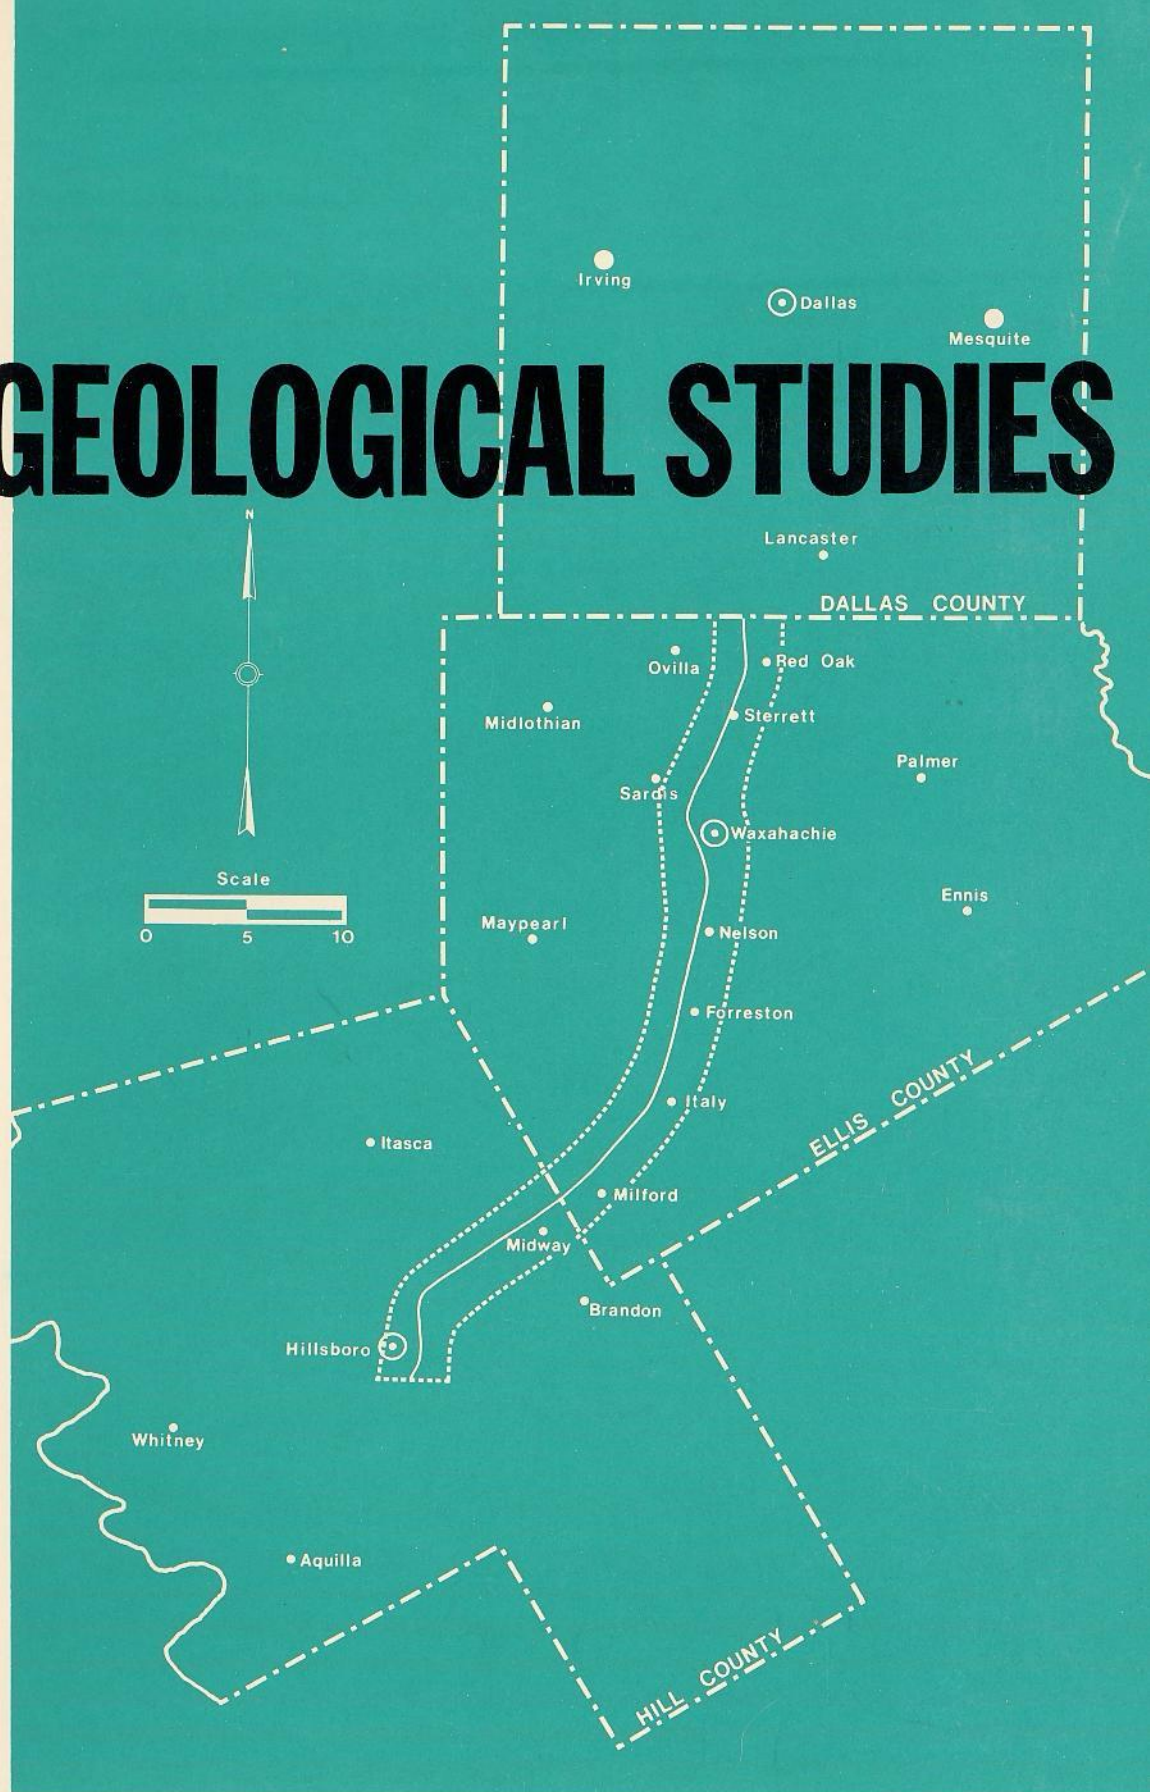 Irving
Dallas
Mesquite
GEOLOGICAL STUDIES
N
Lancaster
DALLAS COUNTY
Ovilla
Red Oak
Midlothian
Sterrett
Palmer
Sardis
Waxahachie
Scale
0 5 10
Ennis
Maypearl
Nelson
Forreston
ELLIS COUNTY
Italy
Itasca
Milford
Midway
Brandon
Hillsboro
Whitney
Aquilla
HILL COUNTY